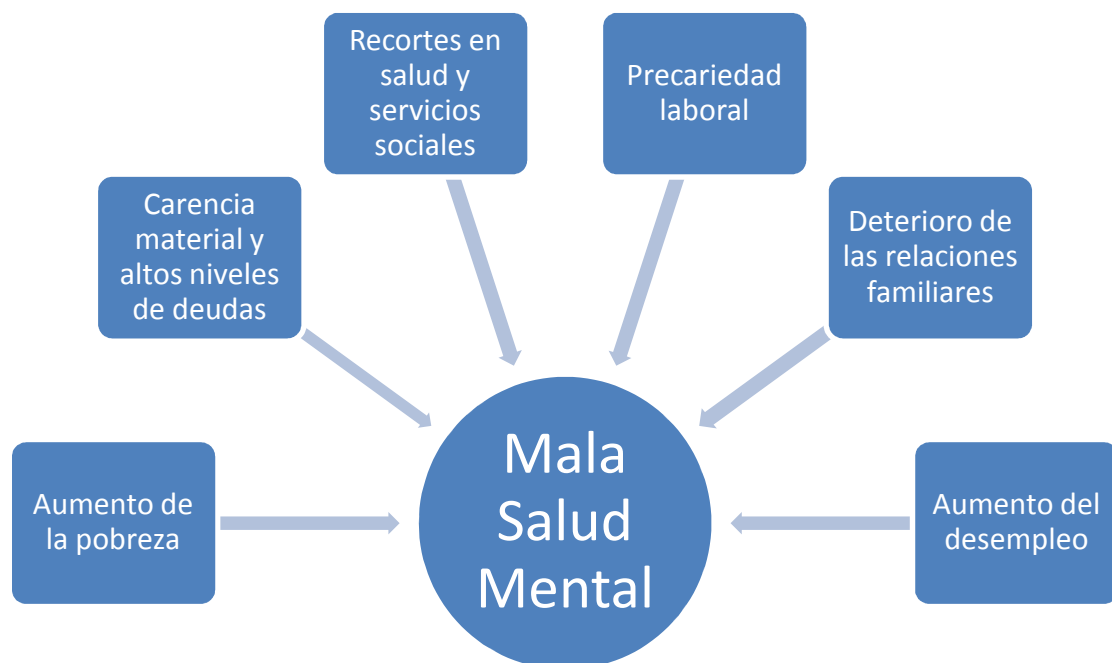 Recortes en
salud y
servicios
sociales
Precariedad
laboral
Carencia
material y
altos niveles
de deudas
Deterioro de
las relaciones
familiares
Aumento de
la pobreza
Mala
Salud
Mental
Aumento del
desempleo